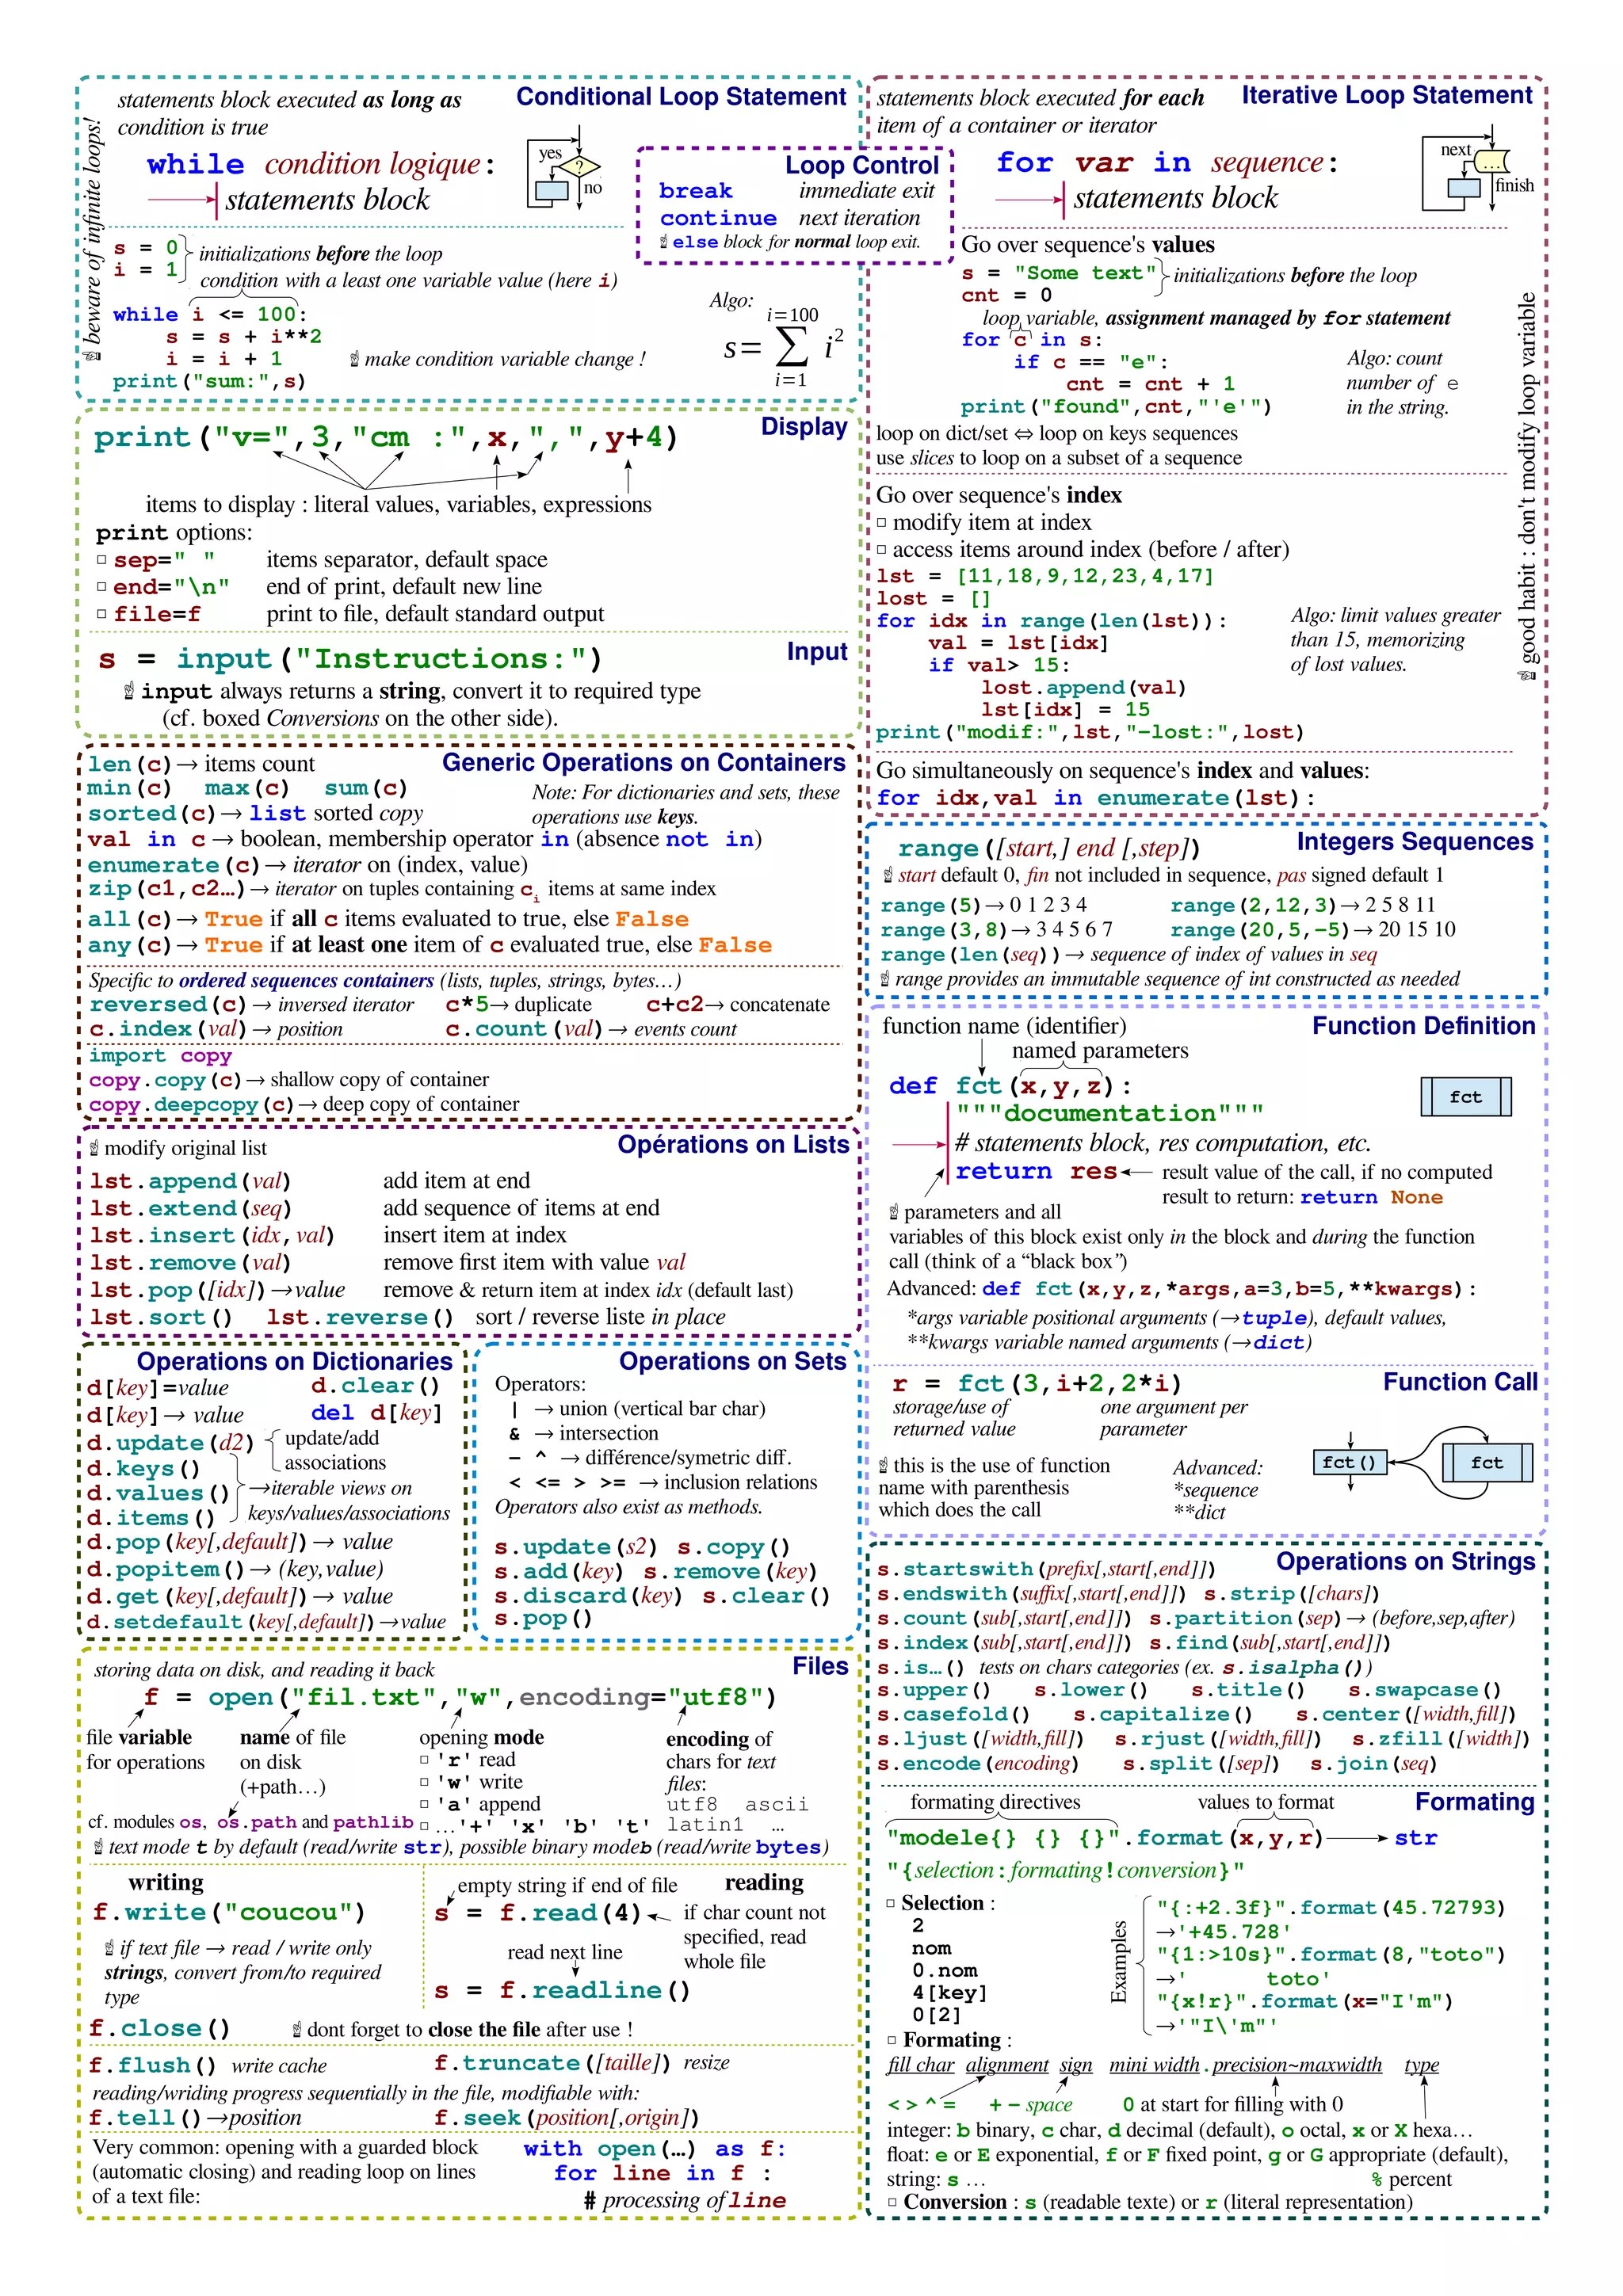 Conditional Loop Statement
statements block executed as long as
condition is true
while condition logique:
statements block
yes
?
no
☜ beware of infinite loops!
s = 0
i = 1
initializations before the loop
condition with a least one variable value (here i)
while i <= 100:
s = s + i**2
i = i + 1
☝ make condition variable change !
print("sum:",s)
Algo:
i=100
s= ∑ i²
i=1
Loop Control
break immediate exit
continue next iteration
☝ else block for normal loop exit.
Display
print("v=",3,"cm :",x,",",y+4)
items to display : literal values, variables, expressions
print options:
□ sep=" " items separator, default space
□ end="\n" end of print, default new line
□ file=f print to file, default standard output
Input
s = input("Instructions:")
☝ input always returns a string, convert it to required type
(cf. boxed Conversions on the other side).
Generic Operations on Containers
len(c)→ items count
min(c) max(c) sum(c)
sorted(c)→ list sorted copy
Note: For dictionaries and sets, these
operations use keys.
val in c→ boolean, membership operator in (absence not in)
enumerate(c)→ iterator on (index, value)
zip(c1,c2…)→ iterator on tuples containing cᵢ items at same index
all(c)→ True if all c items evaluated to true, else False
any(c)→ True if at least one item of c evaluated true, else False
Specific to ordered sequences containers (lists, tuples, strings, bytes…)
reversed(c)→ inversed iterator c*5→ duplicate c+c2→ concatenate
c.index(val)→ position c.count(val)→ events count
import copy
copy.copy(c)→ shallow copy of container
copy.deepcopy(c)→ deep copy of container
Opérations on Lists
☝ modify original list
lst.append(val) add item at end
lst.extend(seq) add sequence of items at end
lst.insert(idx,val) insert item at index
lst.remove(val) remove first item with value val
lst.pop([idx])→value remove & return item at index idx (default last)
lst.sort() lst.reverse() sort / reverse liste in place
Operations on Dictionaries
d[key]=value d.clear()
d[key]→ value del d[key]
d.update(d2) update/add
associations
d.keys()
d.values() →iterable views on
d.items() keys/values/associations
d.pop(key[,default])→ value
d.popitem()→ (key,value)
d.get(key[,default])→ value
d.setdefault(key[,default])→value
Operations on Sets
Operators:
| → union (vertical bar char)
& → intersection
- ^ → différence/symetric diff.
< <= > >= → inclusion relations
Operators also exist as methods.
s.update(s2) s.copy()
s.add(key) s.remove(key)
s.discard(key) s.clear()
s.pop()
Files
storing data on disk, and reading it back
f = open("fil.txt","w",encoding="utf8")
file variable
for operations
name of file
on disk
(+path…)
opening mode
□ 'r' read
□ 'w' write
□ 'a' append
□ …'+' 'x' 'b' 't'
encoding of
chars for text
files:
utf8 ascii
latin1 …
cf. modules os, os.path and pathlib
☝ text mode t by default (read/write str), possible binary modeb (read/write bytes)
writing
f.write("coucou")
☝ if text file → read / write only
strings, convert from/to required
type
empty string if end of file reading
s = f.read(4)
if char count not
specified, read
whole file
read next line
s = f.readline()
f.close() ☝ dont forget to close the file after use !
f.flush() write cache f.truncate([taille]) resize
reading/wriding progress sequentially in the file, modifiable with:
f.tell()→position f.seek(position[,origin])
Very common: opening with a guarded block
(automatic closing) and reading loop on lines
of a text file:
with open(…) as f:
for line in f :
# processing of line
Iterative Loop Statement
statements block executed for each
item of a container or iterator
for var in sequence:
statements block
next
…
finish
Go over sequence's values
s = "Some text" initializations before the loop
cnt = 0
loop variable, assignment managed by for statement
for c in s:
if c == "e":
cnt = cnt + 1
print("found",cnt,"'e'")
Algo: count
number of e
in the string.
☜ good habit : don't modify loop variable
loop on dict/set ⇔ loop on keys sequences
use slices to loop on a subset of a sequence
Go over sequence's index
□ modify item at index
□ access items around index (before / after)
lst = [11,18,9,12,23,4,17]
lost = []
for idx in range(len(lst)):
val = lst[idx]
if val> 15:
lost.append(val)
lst[idx] = 15
print("modif:",lst,"-lost:",lost)
Algo: limit values greater
than 15, memorizing
of lost values.
Go simultaneously on sequence's index and values:
for idx,val in enumerate(lst):
Integers Sequences
range([start,] end [,step])
☝ start default 0, fin not included in sequence, pas signed default 1
range(5)→ 0 1 2 3 4 range(2,12,3)→ 2 5 8 11
range(3,8)→ 3 4 5 6 7 range(20,5,-5)→ 20 15 10
range(len(seq))→ sequence of index of values in seq
☝ range provides an immutable sequence of int constructed as needed
Function Definition
function name (identifier)
named parameters
def fct(x,y,z):
"""documentation"""
# statements block, res computation, etc.
return res← result value of the call, if no computed
result to return: return None
fct
☝ parameters and all
variables of this block exist only in the block and during the function
call (think of a “black box”)
Advanced: def fct(x,y,z,*args,a=3,b=5,**kwargs):
*args variable positional arguments (→tuple), default values,
**kwargs variable named arguments (→dict)
Function Call
r = fct(3,i+2,2*i)
storage/use of
returned value
one argument per
parameter
☝ this is the use of function
name with parenthesis
which does the call
Advanced:
*sequence
**dict
fct()
fct
Operations on Strings
s.startswith(prefix[,start[,end]])
s.endswith(suffix[,start[,end]]) s.strip([chars])
s.count(sub[,start[,end]]) s.partition(sep)→ (before,sep,after)
s.index(sub[,start[,end]]) s.find(sub[,start[,end]])
s.is…() tests on chars categories (ex. s.isalpha())
s.upper() s.lower() s.title() s.swapcase()
s.casefold() s.capitalize() s.center([width,fill])
s.ljust([width,fill]) s.rjust([width,fill]) s.zfill([width])
s.encode(encoding) s.split([sep]) s.join(seq)
Formating
formating directives values to format
"modele{} {} {}".format(x,y,r)→ str
"{selection:formating!conversion}"
□ Selection :
2
nom
0.nom
4[key]
0[2]
Examples
"{:+2.3f}".format(45.72793)
→'+45.728'
"{1:>10s}".format(8,"toto")
→'      toto'
"{x!r}".format(x="I'm")
→'"I\'m"'
□ Formating :
fill char alignment sign mini width.precision~maxwidth type
< > ^ = + - space 0 at start for filling with 0
integer: b binary, c char, d decimal (default), o octal, x or X hexa…
float: e or E exponential, f or F fixed point, g or G appropriate (default),
string: s … % percent
□ Conversion : s (readable texte) or r (literal representation)